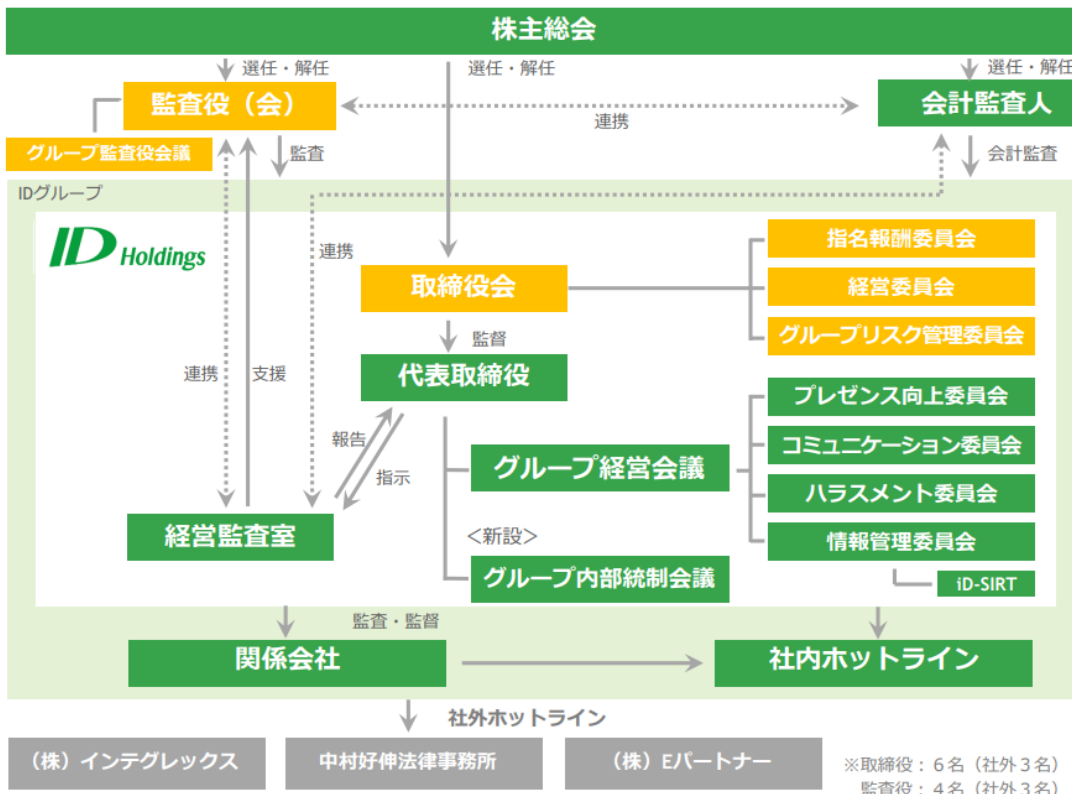 株主総会
選任・解任
選任・解任
選任・解任
監査役（会）
会計監査人
連携
グループ監査役会議
監査
会計監査
IDグループ
ID Holdings
連携
指名報酬委員会
取締役会
経営委員会
グループリスク管理委員会
監督
連携
支援
代表取締役
プレゼンス向上委員会
報告
コミュニケーション委員会
グループ経営会議
指示
ハラスメント委員会
経営監査室
＜新設＞
情報管理委員会
グループ内部統制会議
iD-SIRT
監査・監督
関係会社
社内ホットライン
社外ホットライン
（株）インテグレックス
中村好伸法律事務所
（株）Eパートナー
※取締役：６名（社外３名）
監査役：４名（社外３名）